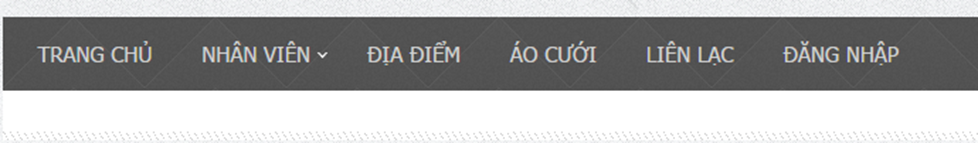 TRANG CHỦ NHÂN VIÊN ĐỊA ĐIỂM ÁO CƯỚI LIÊN LẠC ĐĂNG NHẬP